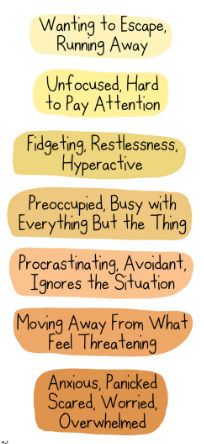 Wanting to Escape,
Running Away
Unfocused, Hard
to Pay Attention
Fidgeting, Restlessness,
Hyperactive
Preoccupied, Busy with
Everything But the Thing
Procrastinating, Avoidant,
Ignores the Situation
Moving Away From What
Feel Threatening
Anxious, Panicked
Scared, Worried,
Overwhelmed